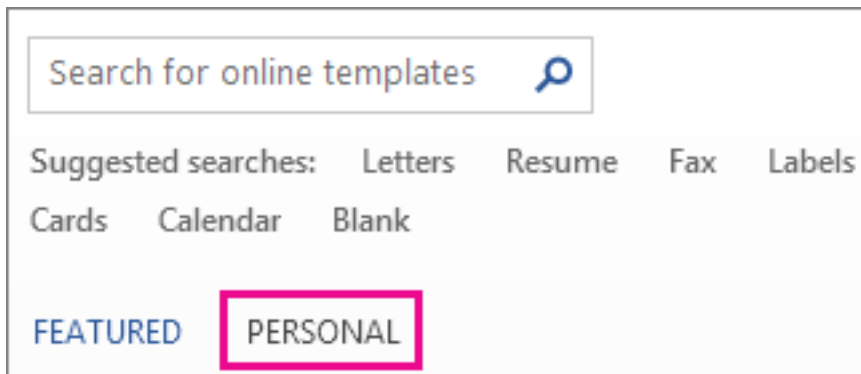 Search for online templates
Suggested searches: Letters Resume Fax Labels
Cards Calendar Blank
FEATURED PERSONAL